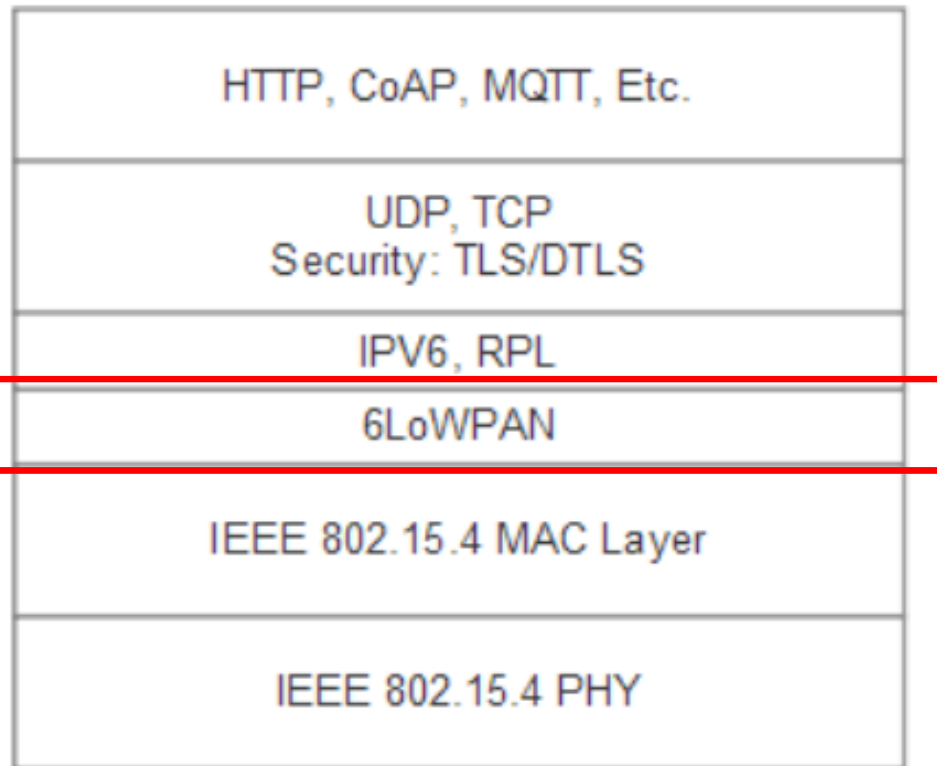 HTTP, CoAP, MQTT, Etc.
UDP, TCP
Security: TLS/DTLS
IPV6, RPL
6LoWPAN
IEEE 802.15.4 MAC Layer
IEEE 802.15.4 PHY